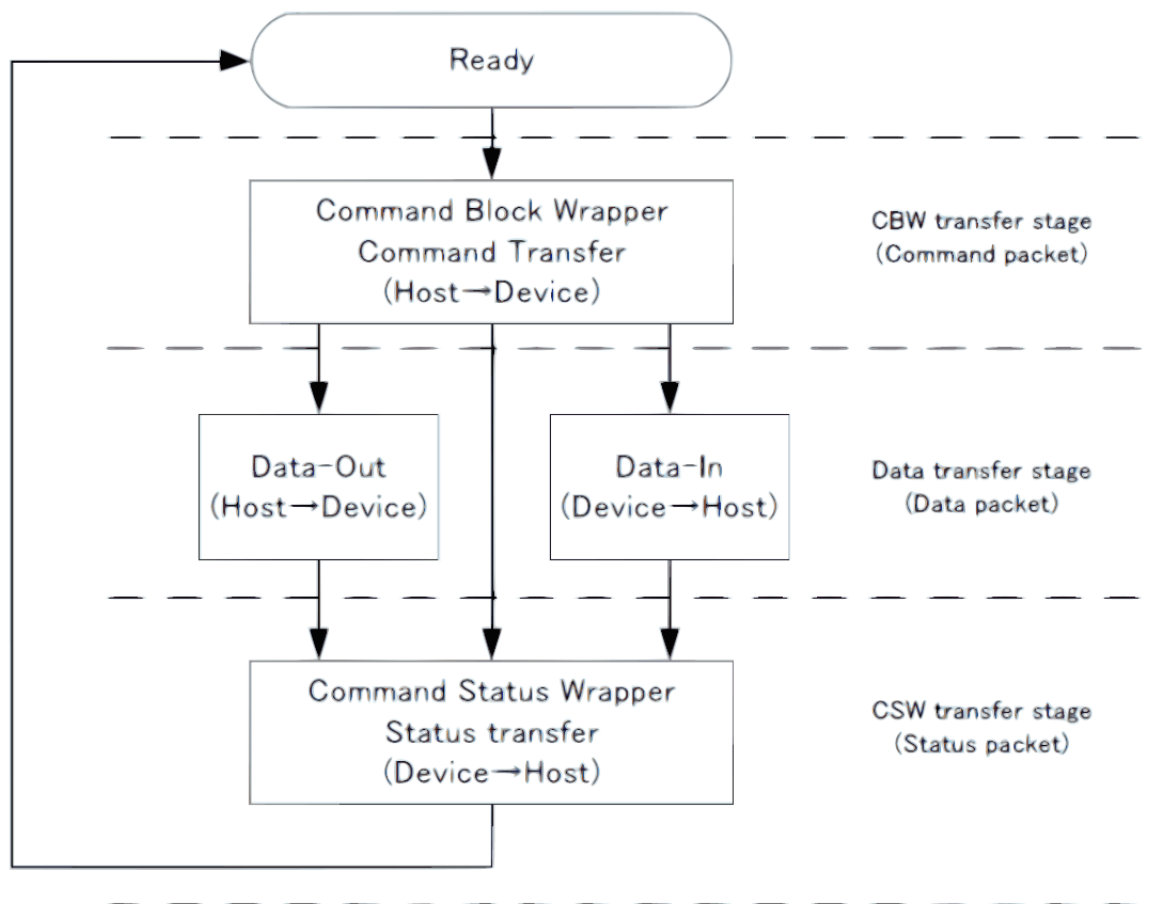 Ready
Command Block Wrapper
Command Transfer
(Host→Device)
CBW transfer stage
(Command packet)
Data-Out
(Host→Device)
Data-In
(Device→Host)
Data transfer stage
(Data packet)
Command Status Wrapper
Status transfer
(Device→Host)
CSW transfer stage
(Status packet)